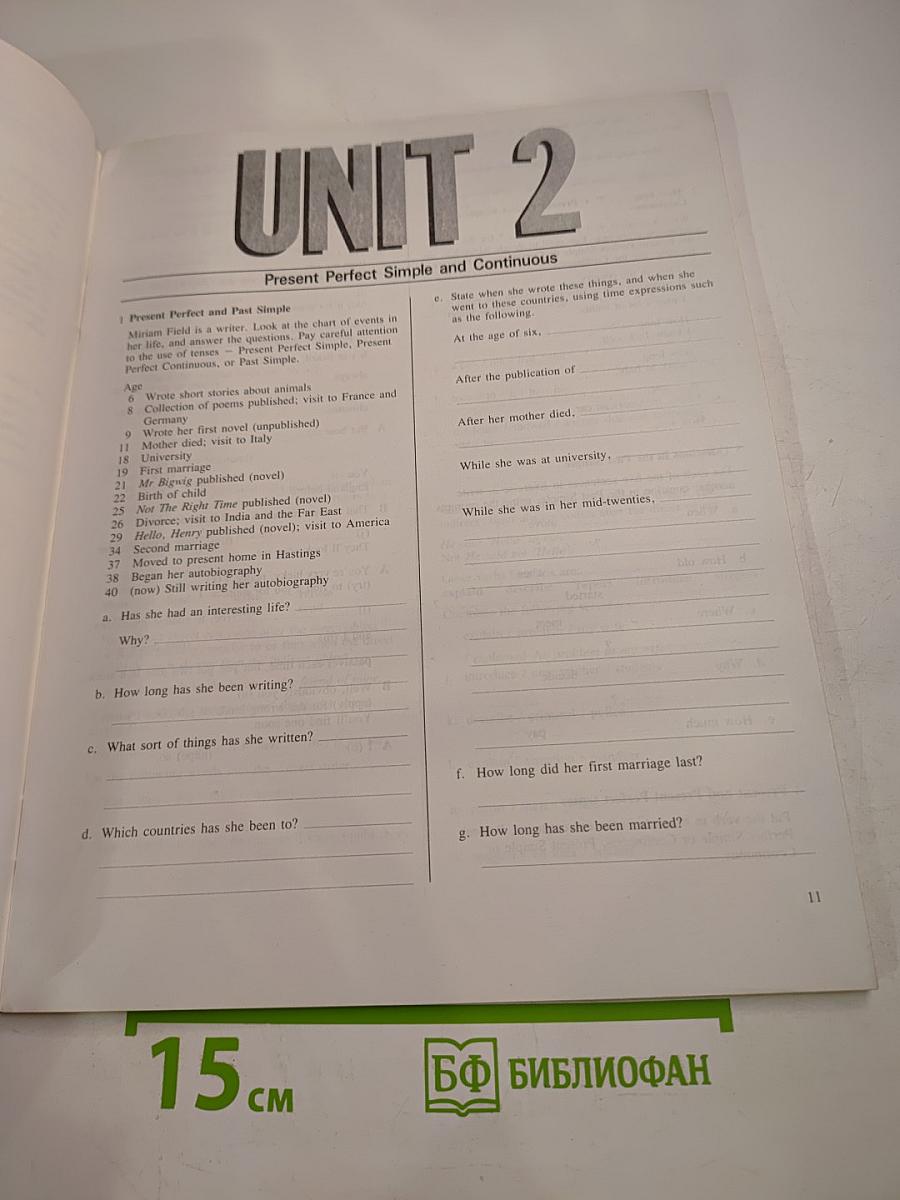 UNIT 2
Present Perfect Simple and Continuous
1 Present Perfect and Past Simple
Miriam Field is a writer. Look at the chart of events in
her life, and answer the questions. Pay careful attention
to the use of tenses — Present Perfect Simple, Present
Perfect Continuous, or Past Simple.
Age
6 Wrote short stories about animals
8 Collection of poems published; visit to France and
Germany
9 Wrote her first novel (unpublished)
11 Mother died; visit to Italy
18 University
19 First marriage
21 Mr Bigwig published (novel)
22 Birth of child
25 Not The Right Time published (novel)
26 Divorce; visit to India and the Far East
29 Hello, Henry published (novel); visit to America
34 Second marriage
37 Moved to present home in Hastings
38 Began her autobiography
40 (now) Still writing her autobiography
a. Has she had an interesting life?
Why?
b. How long has she been writing?
c. What sort of things has she written?
d. Which countries has she been to?
e. State when she wrote these things, and when she
went to these countries, using time expressions such
as the following.
At the age of six,
After the publication of
After her mother died,
While she was at university,
While she was in her mid-twenties,
f. How long did her first marriage last?
g. How long has she been married?
11
15 см
БФ БИБЛИОФАН